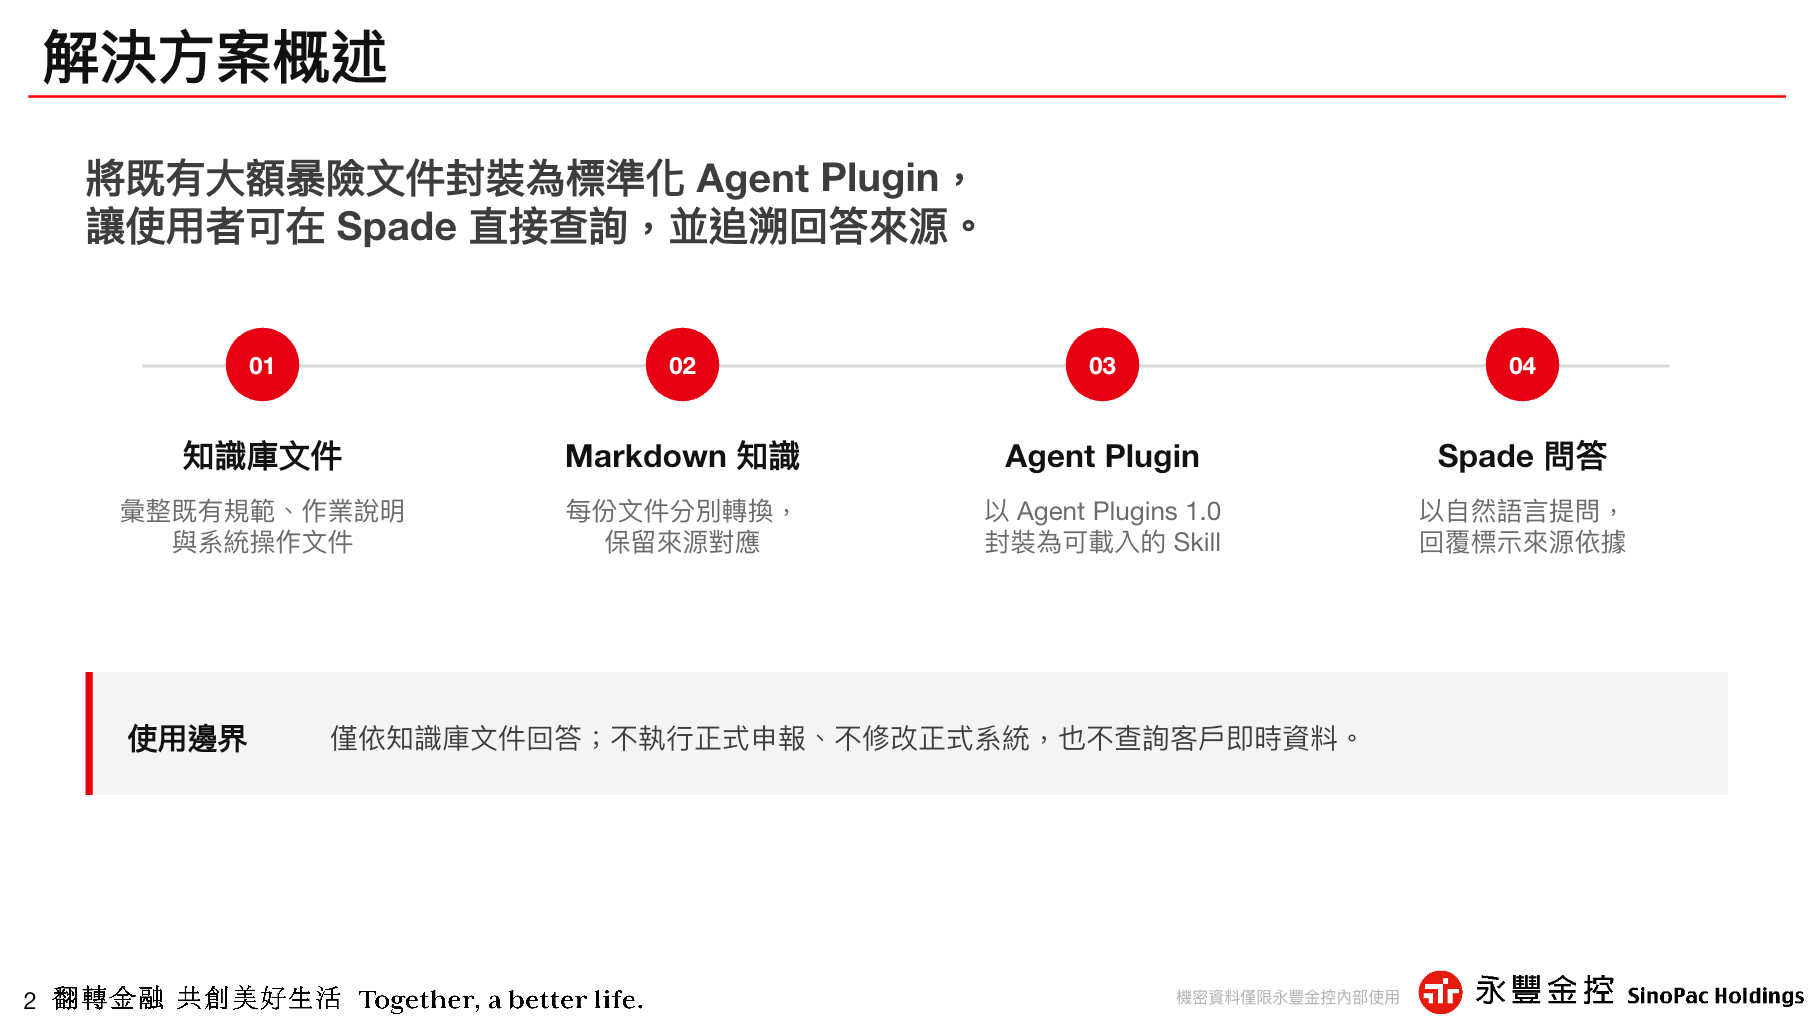 解決方案概述
將既有大額暴險文件封裝為標準化 Agent Plugin，
讓使用者可在 Spade 直接查詢，並追溯回答來源。
01
02
03
04
知識庫文件
Markdown 知識
Agent Plugin
Spade 問答
彙整既有規範、作業說明
與系統操作文件
每份文件分別轉換，
保留來源對應
以 Agent Plugins 1.0
封裝為可載入的 Skill
以自然語言提問，
回覆標示來源依據
使用邊界
僅依知識庫文件回答；不執行正式申報、不修改正式系統，也不查詢客戶即時資料。
2
翻轉金融 共創美好生活 Together, a better life.
機密資料僅限永豐金控內部使用
永豐金控 SinoPac Holdings